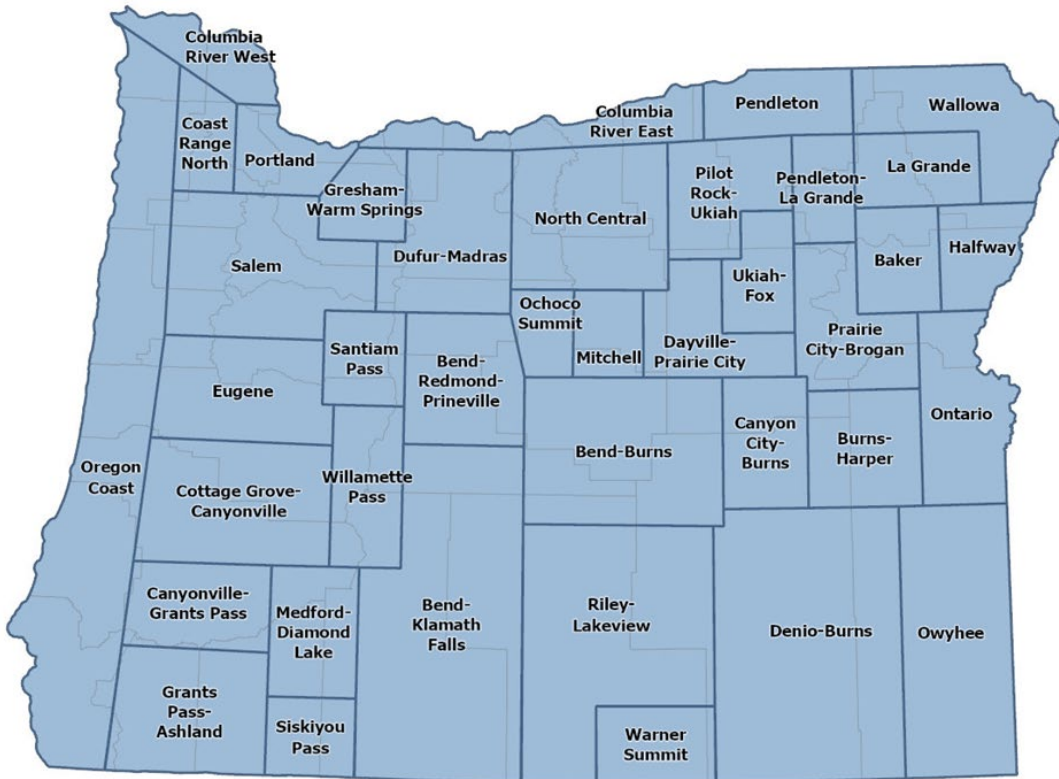 Columbia
River West
Coast
Range
North
Portland
Gresham-
Warm Springs
Columbia
River East
Pendleton
Wallowa
La Grande
Pilot
Rock-
Ukiah
Pendleton-
La Grande
North Central
Dufur-Madras
Salem
Ukiah-
Fox
Baker
Halfway
Ochoco
Summit
Mitchell
Dayville-
Prairie City
Prairie
City-Brogan
Santiam
Pass
Bend-
Redmond-
Prineville
Eugene
Ontario
Oregon
Coast
Cottage Grove-
Canyonville
Willamette
Pass
Bend-Burns
Canyon
City-
Burns
Burns-
Harper
Canyonville-
Grants Pass
Medford-
Diamond
Lake
Bend-
Klamath
Falls
Riley-
Lakeview
Denio-Burns
Owyhee
Grants
Pass-
Ashland
Siskiyou
Pass
Warner
Summit